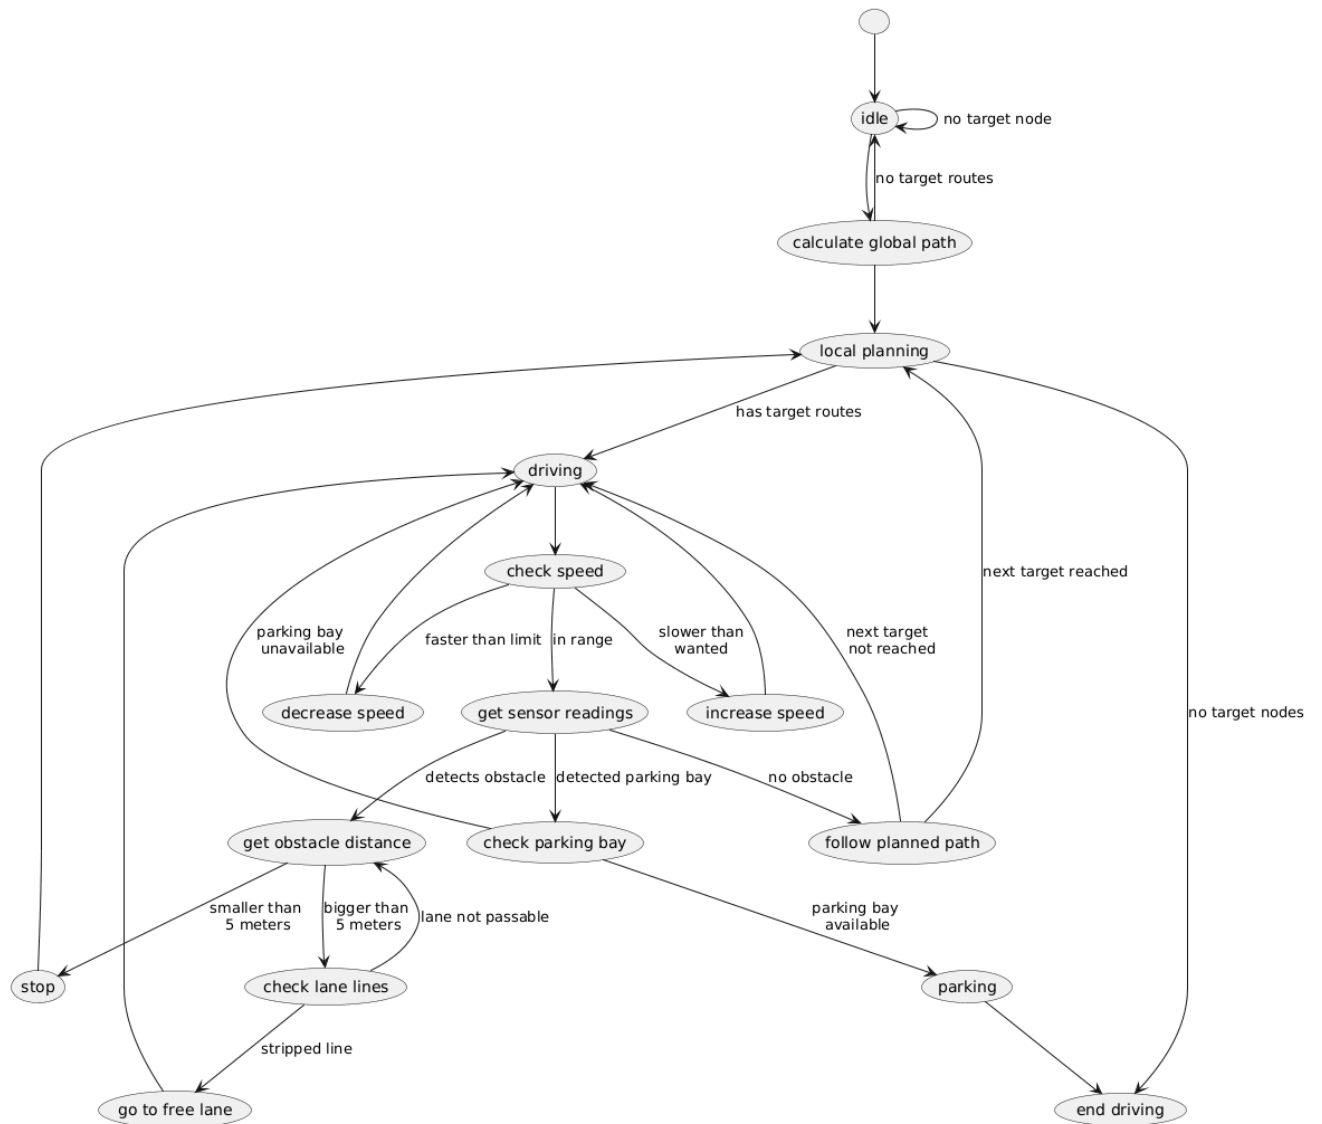 idle
no target node
no target routes
calculate global path
local planning
has target routes
driving
check speed
next target reached
parking bay
unavailable
faster than limit
in range
slower than
wanted
next target
not reached
decrease speed
get sensor readings
increase speed
no target nodes
detects obstacle
detected parking bay
no obstacle
get obstacle distance
check parking bay
follow planned path
smaller than
5 meters
bigger than
5 meters
lane not passable
parking bay
available
stop
check lane lines
parking
stripped line
go to free lane
end driving